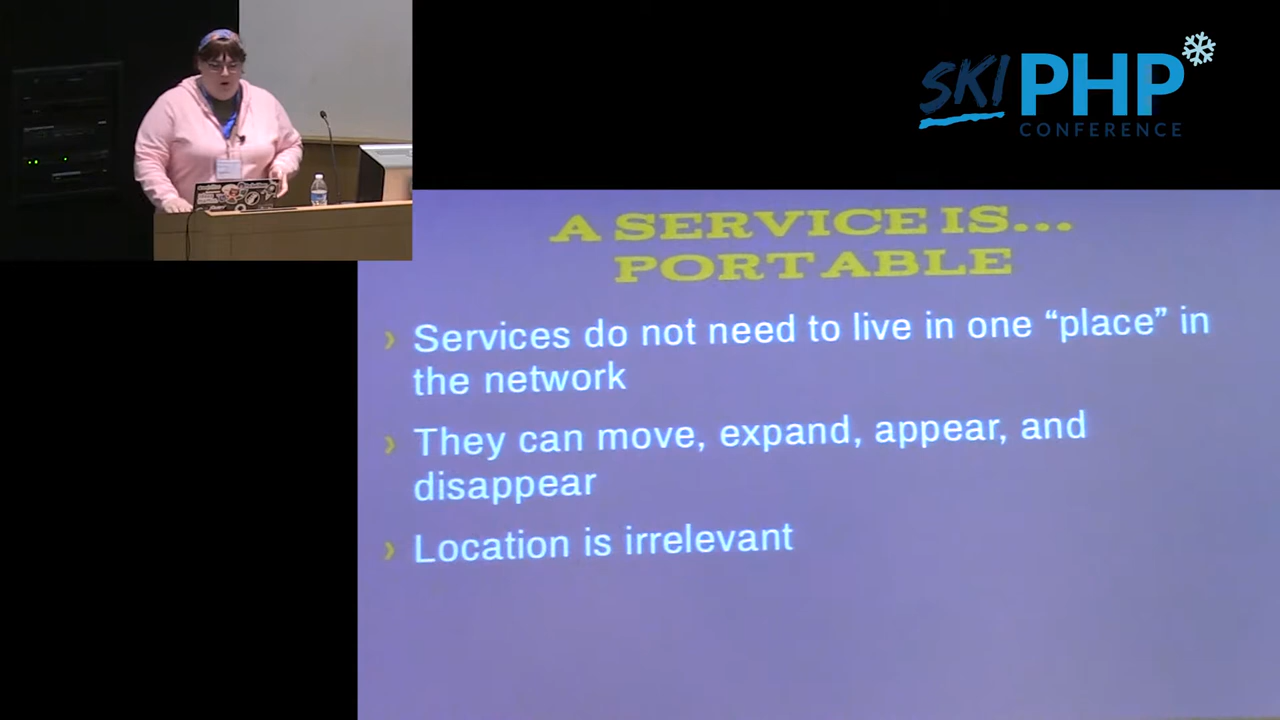 SKI PHP
CONFERENCE
A SERVICE IS...
PORTABLE
› Services do not need to live in one “place” in
the network
› They can move, expand, appear, and
disappear
› Location is irrelevant